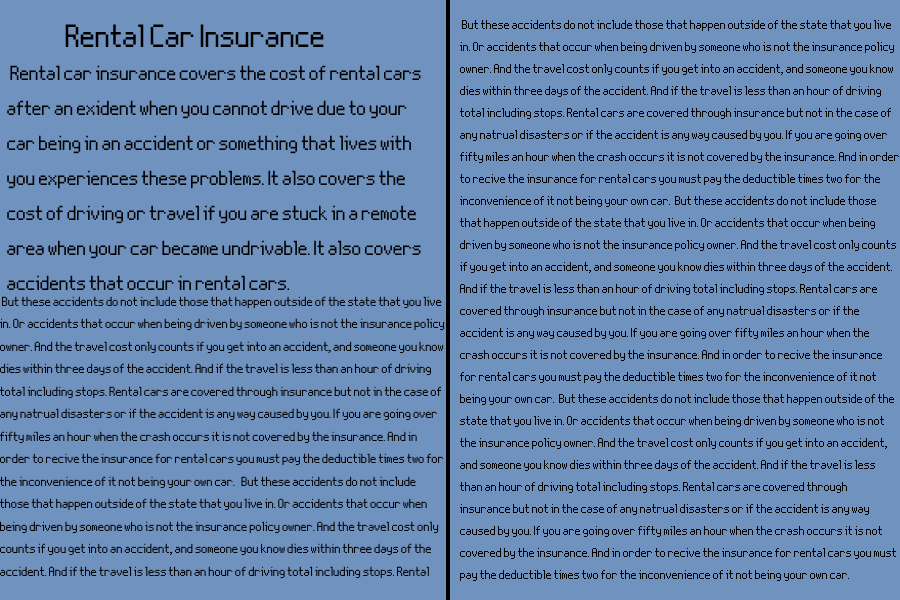 Rental Car Insurance
Rental car insurance covers the cost of rental cars
after an exident when you cannot drive due to your
car being in an accident or something that lives with
you experiences these problems. It also covers the
cost of driving or travel if you are stuck in a remote
area when your car became undrivable. It also covers
accidents that occur in rental cars.
But these accidents do not include those that happen outside of the state that you live
in. Or accidents that occur when being driven by someone who is not the insurance policy
owner. And the travel cost only counts if you get into an accident, and someone you know
dies within three days of the accident. And if the travel is less than an hour of driving
total including stops. Rental cars are covered through insurance but not in the case of
any natrual disasters or if the accident is any way caused by you. If you are going over
fifty miles an hour when the crash occurs it is not covered by the insurance. And in
order to recive the insurance for rental cars you must pay the deductible times two for
the inconvenience of it not being your own car. But these accidents do not include
those that happen outside of the state that you live in. Or accidents that occur when
being driven by someone who is not the insurance policy owner. And the travel cost only
counts if you get into an accident, and someone you know dies within three days of the
accident. And if the travel is less than an hour of driving total including stops. Rental
But these accidents do not include those that happen outside of the state that you live
in. Or accidents that occur when being driven by someone who is not the insurance policy
owner. And the travel cost only counts if you get into an accident, and someone you know
dies within three days of the accident. And if the travel is less than an hour of driving
total including stops. Rental cars are covered through insurance but not in the case of
any natrual disasters or if the accident is any way caused by you. If you are going over
fifty miles an hour when the crash occurs it is not covered by the insurance. And in order
to recive the insurance for rental cars you must pay the deductible times two for the
inconvenience of it not being your own car. But these accidents do not include those
that happen outside of the state that you live in. Or accidents that occur when being
driven by someone who is not the insurance policy owner. And the travel cost only counts
if you get into an accident, and someone you know dies within three days of the accident.
And if the travel is less than an hour of driving total including stops. Rental cars are
covered through insurance but not in the case of any natrual disasters or if the
accident is any way caused by you. If you are going over fifty miles an hour when the
crash occurs it is not covered by the insurance. And in order to recive the insurance
for rental cars you must pay the deductible times two for the inconvenience of it not
being your own car. But these accidents do not include those that happen outside of the
state that you live in. Or accidents that occur when being driven by someone who is not
the insurance policy owner. And the travel cost only counts if you get into an accident,
and someone you know dies within three days of the accident. And if the travel is less
than an hour of driving total including stops. Rental cars are covered through
insurance but not in the case of any natrual disasters or if the accident is any way
caused by you. If you are going over fifty miles an hour when the crash occurs it is not
covered by the insurance. And in order to recive the insurance for rental cars you must
pay the deductible times two for the inconvenience of it not being your own car.